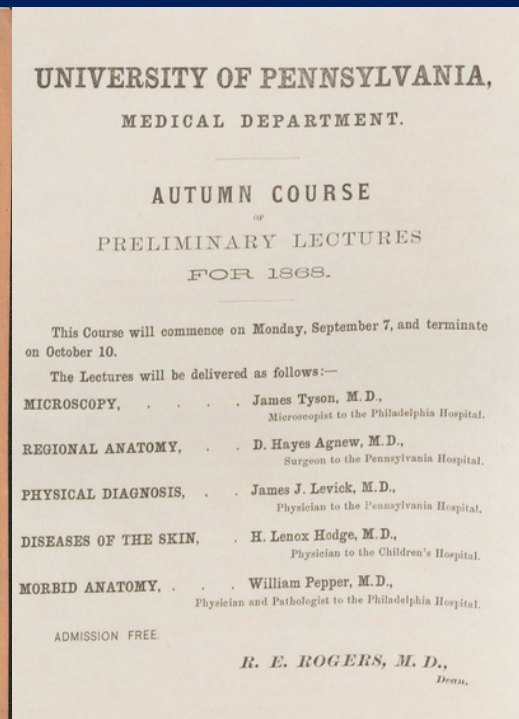 UNIVERSITY OF PENNSYLVANIA,
MEDICAL DEPARTMENT.
AUTUMN COURSE
OF
PRELIMINARY LECTURES
FOR 1868.
This Course will commence on Monday, September 7, and terminate
on October 10.
The Lectures will be delivered as follows:—
MICROSCOPY, . . . . James Tyson, M. D.,
Microscopist to the Philadelphia Hospital.
REGIONAL ANATOMY, . . D. Hayes Agnew, M. D.,
Surgeon to the Pennsylvania Hospital.
PHYSICAL DIAGNOSIS, . . James J. Levick, M. D.,
Physician to the Pennsylvania Hospital.
DISEASES OF THE SKIN, . H. Lenox Hodge, M. D.,
Physician to the Children's Hospital.
MORBID ANATOMY, . . . William Pepper, M. D.,
Physician and Pathologist to the Philadelphia Hospital.
ADMISSION FREE.
R. E. ROGERS, M. D.,
Dean.